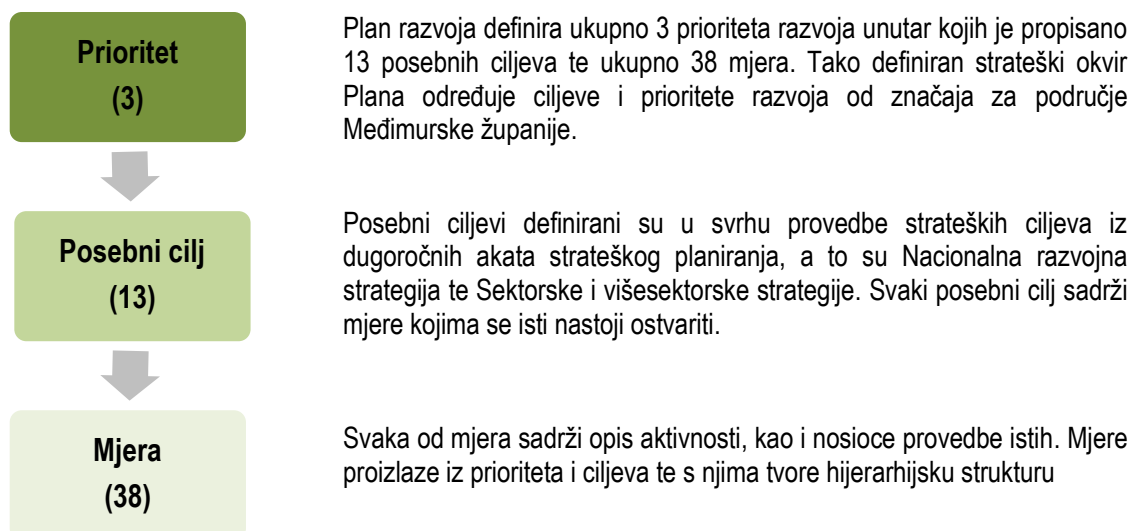 Prioritet
(3)
Plan razvoja definira ukupno 3 prioriteta razvoja unutar kojih je propisano
13 posebnih ciljeva te ukupno 38 mjera. Tako definiran strateški okvir
Plana određuje ciljeve i prioritete razvoja od značaja za područje
Međimurske županije.
Posebni cilj
(13)
Posebni ciljevi definirani su u svrhu provedbe strateških ciljeva iz
dugoročnih akata strateškog planiranja, a to su Nacionalna razvojna
strategija te Sektorske i višesektorske strategije. Svaki posebni cilj sadrži
mjere kojima se isti nastoji ostvariti.
Mjera
(38)
Svaka od mjera sadrži opis aktivnosti, kao i nosioce provedbe istih. Mjere
proizlaze iz prioriteta i ciljeva te s njima tvore hijerarhijsku strukturu